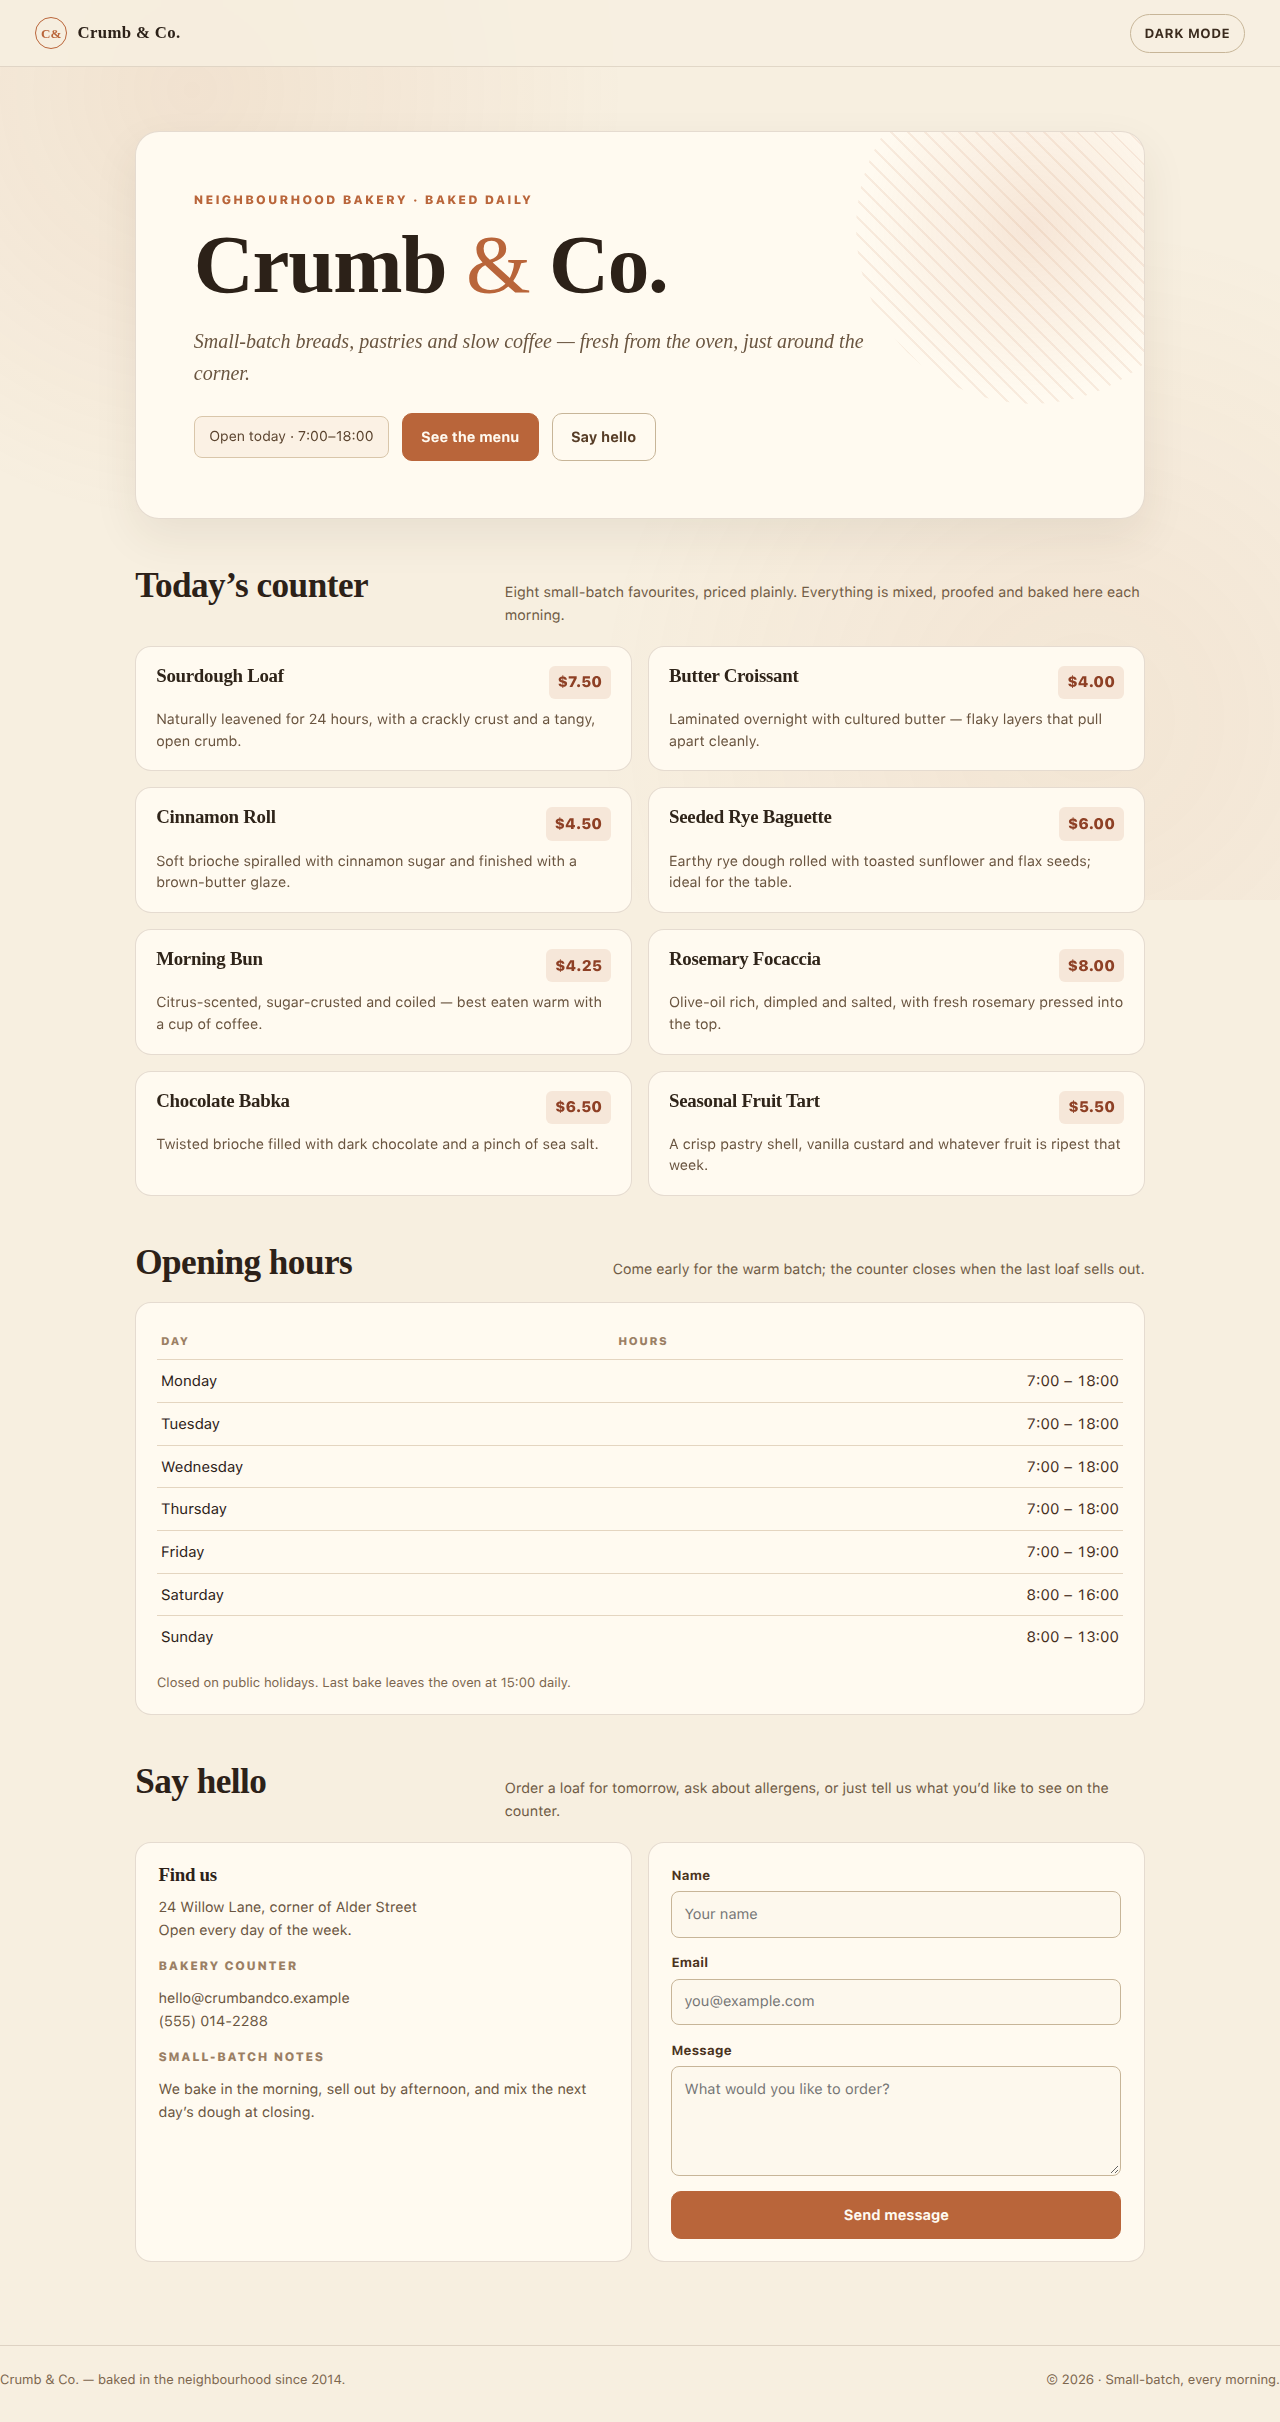 C& Crumb & Co.
DARK MODE
NEIGHBOURHOOD BAKERY · BAKED DAILY
Crumb & Co.
Small-batch breads, pastries and slow coffee — fresh from the oven, just around the
corner.
Open today · 7:00–18:00
See the menu
Say hello
Today’s counter
Eight small-batch favourites, priced plainly. Everything is mixed, proofed and baked here each
morning.
Sourdough Loaf
$7.50
Naturally leavened for 24 hours, with a crackly crust and a tangy,
open crumb.
Butter Croissant
$4.00
Laminated overnight with cultured butter — flaky layers that pull
apart cleanly.
Cinnamon Roll
$4.50
Soft brioche spiralled with cinnamon sugar and finished with a
brown-butter glaze.
Seeded Rye Baguette
$6.00
Earthy rye dough rolled with toasted sunflower and flax seeds;
ideal for the table.
Morning Bun
$4.25
Citrus-scented, sugar-crusted and coiled — best eaten warm with
a cup of coffee.
Rosemary Focaccia
$8.00
Olive-oil rich, dimpled and salted, with fresh rosemary pressed into
the top.
Chocolate Babka
$6.50
Twisted brioche filled with dark chocolate and a pinch of sea salt.
Seasonal Fruit Tart
$5.50
A crisp pastry shell, vanilla custard and whatever fruit is ripest that
week.
Opening hours
Come early for the warm batch; the counter closes when the last loaf sells out.
DAY HOURS
Monday 7:00 – 18:00
Tuesday 7:00 – 18:00
Wednesday 7:00 – 18:00
Thursday 7:00 – 18:00
Friday 7:00 – 19:00
Saturday 8:00 – 16:00
Sunday 8:00 – 13:00
Closed on public holidays. Last bake leaves the oven at 15:00 daily.
Say hello
Order a loaf for tomorrow, ask about allergens, or just tell us what you’d like to see on the
counter.
Find us
24 Willow Lane, corner of Alder Street
Open every day of the week.
BAKERY COUNTER
hello@crumbandco.example
(555) 014-2288
SMALL-BATCH NOTES
We bake in the morning, sell out by afternoon, and mix the next
day’s dough at closing.
Name
Your name
Email
you@example.com
Message
What would you like to order?
Send message
Crumb & Co. — baked in the neighbourhood since 2014.
© 2026 · Small-batch, every morning.